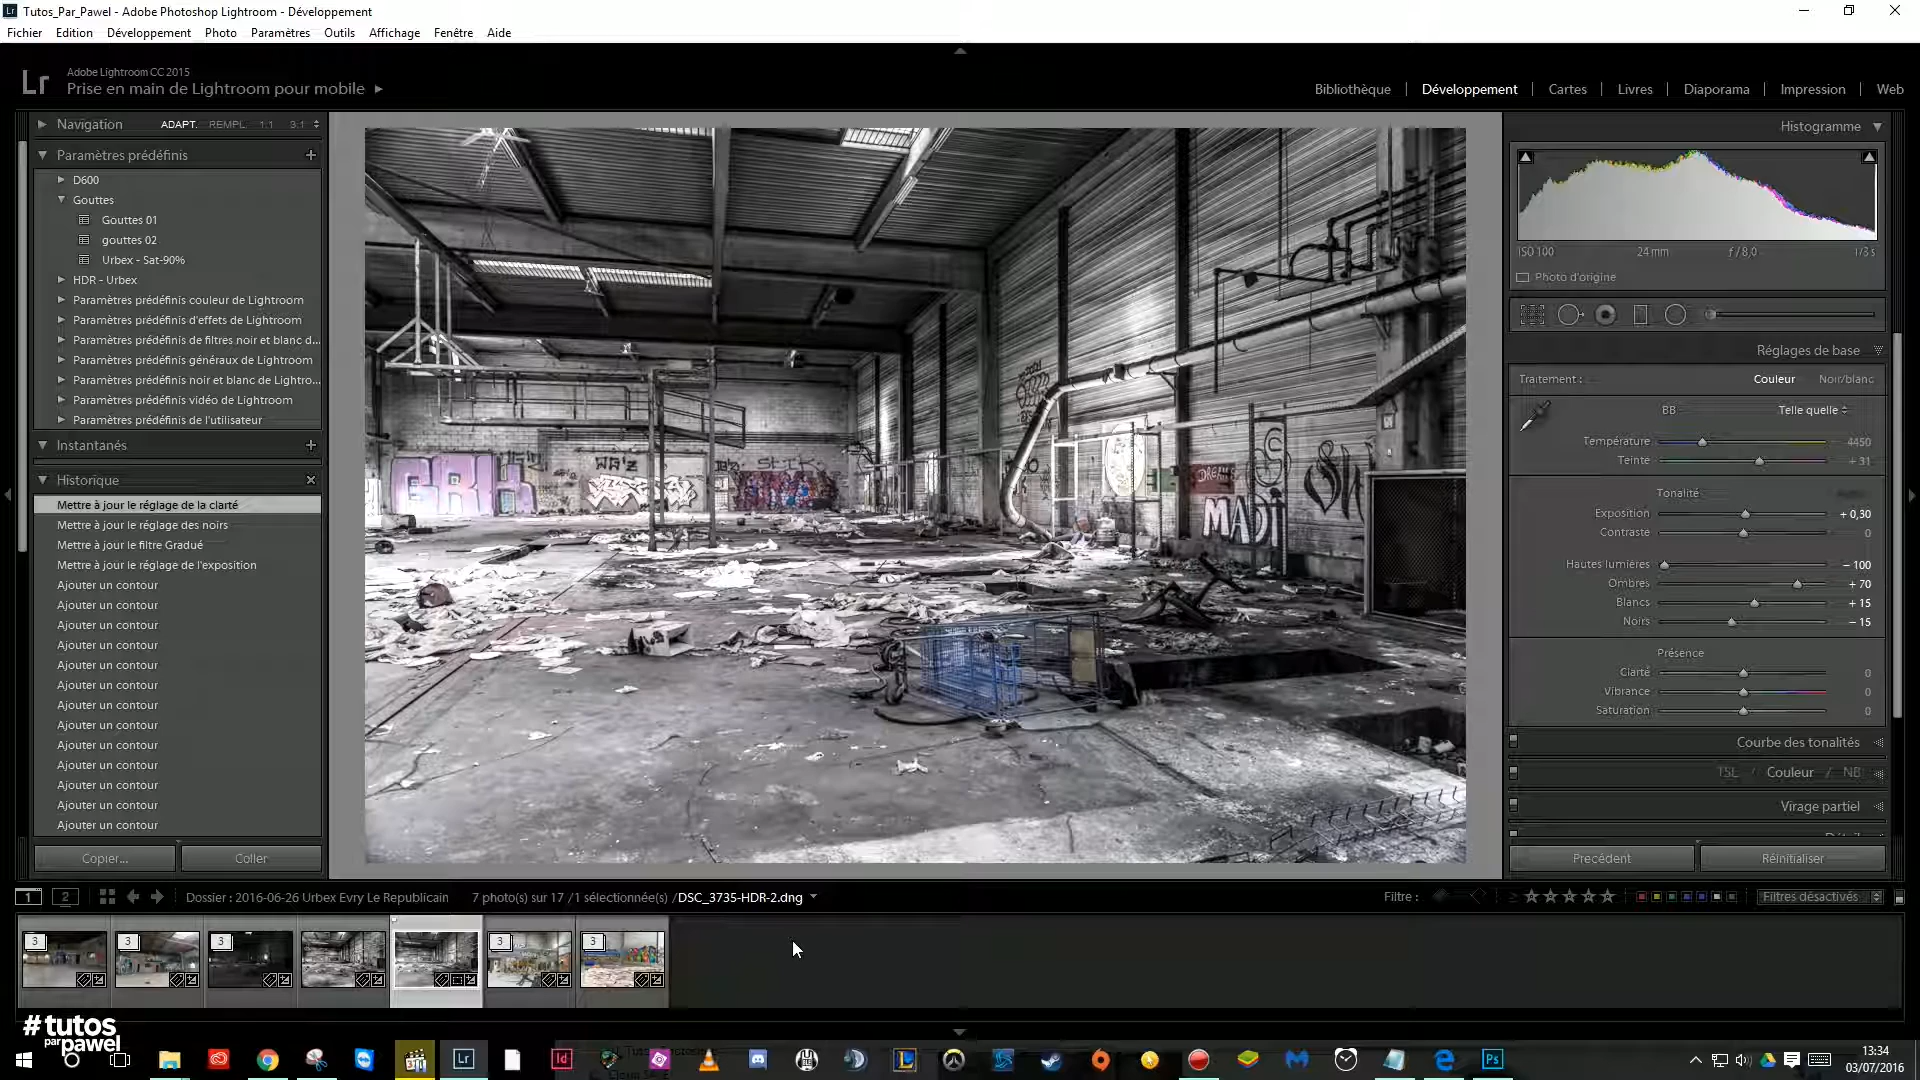 Tutos_Par_Pawel - Adobe Photoshop Lightroom - Développement
Fichier Edition Développement Photo Paramètres Outils Affichage Fenêtre Aide
Lr
Adobe Lightroom CC 2015
Prise en main de Lightroom pour mobile
Bibliothèque | Développement | Cartes | Livres | Diaporama | Impression | Web
Navigation ADAPT. REMPL. 1:1 3:1
Paramètres prédéfinis +
D600
Gouttes
Gouttes 01
gouttes 02
Urbex - Sat-90%
HDR - Urbex
Paramètres prédéfinis couleur de Lightroom
Paramètres prédéfinis d'effets de Lightroom
Paramètres prédéfinis de filtres noir et blanc d...
Paramètres prédéfinis généraux de Lightroom
Paramètres prédéfinis noir et blanc de Lightro...
Paramètres prédéfinis vidéo de Lightroom
Paramètres prédéfinis de l'utilisateur
Instantanés +
Historique
Mettre à jour le réglage de la clarté
Mettre à jour le réglage des noirs
Mettre à jour le filtre Gradué
Mettre à jour le réglage de l'exposition
Ajouter un contour
Ajouter un contour
Ajouter un contour
Ajouter un contour
Ajouter un contour
Ajouter un contour
Ajouter un contour
Ajouter un contour
Ajouter un contour
Ajouter un contour
Ajouter un contour
Ajouter un contour
Ajouter un contour
Copier... Coller
MADI
Histogramme
ISO 100 24 mm ƒ / 8,0 1/3 s
Photo d'origine
Réglages de base
Traitement : Couleur Noir/blanc
BB Telle quelle
Température 4450
Teinte + 31
Tonalité
Exposition + 0,30
Contraste 0
Hautes lumières − 100
Ombres + 70
Blancs + 15
Noirs − 15
Présence
Clarté 0
Vibrance 0
Saturation 0
Courbe des tonalités
TSL / Couleur / NB
Virage partiel
Précédent Réinitialiser
1 2 Dossier : 2016-06-26 Urbex Evry Le Republicain 7 photo(s) sur 17 /1 sélectionnée(s) /DSC_3735-HDR-2.dng
Filtre : Filtres désactivés
3 3 3 3 3
#tutos
par pawel
Lr Id Ps
13:34
03/07/2016